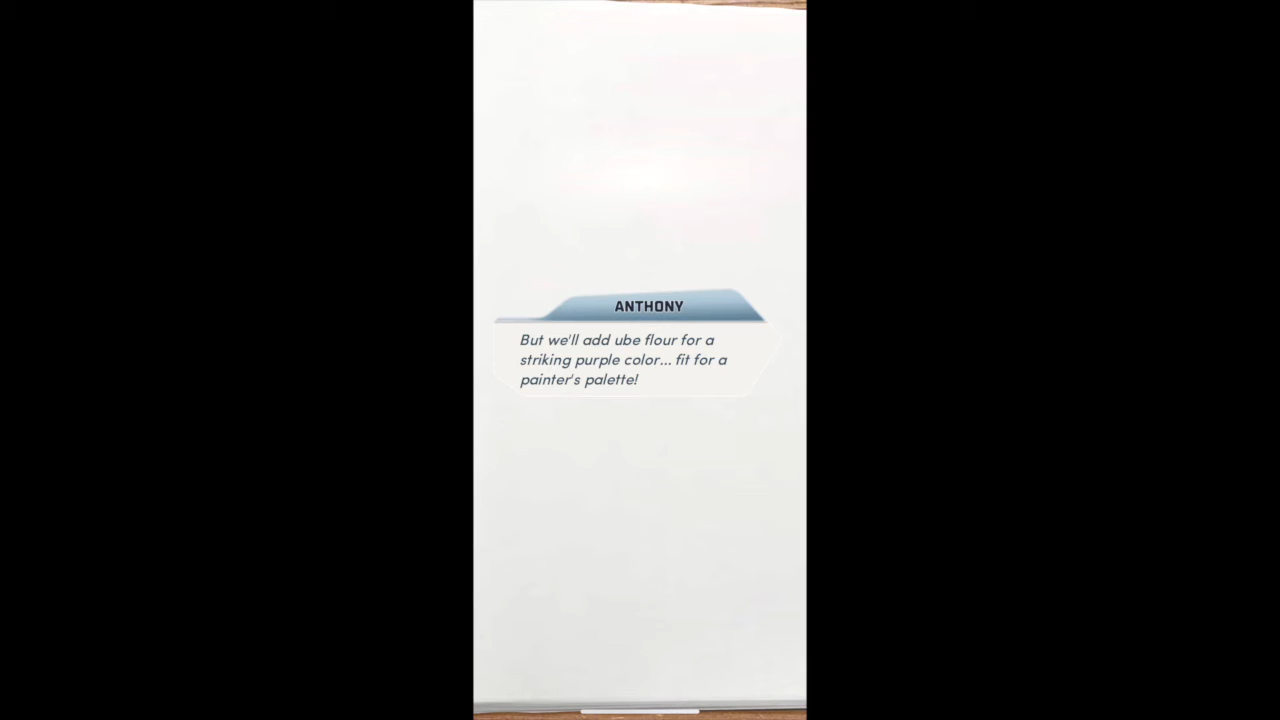 ANTHONY
But we'll add ube flour for a
striking purple color... fit for a
painter's palette!